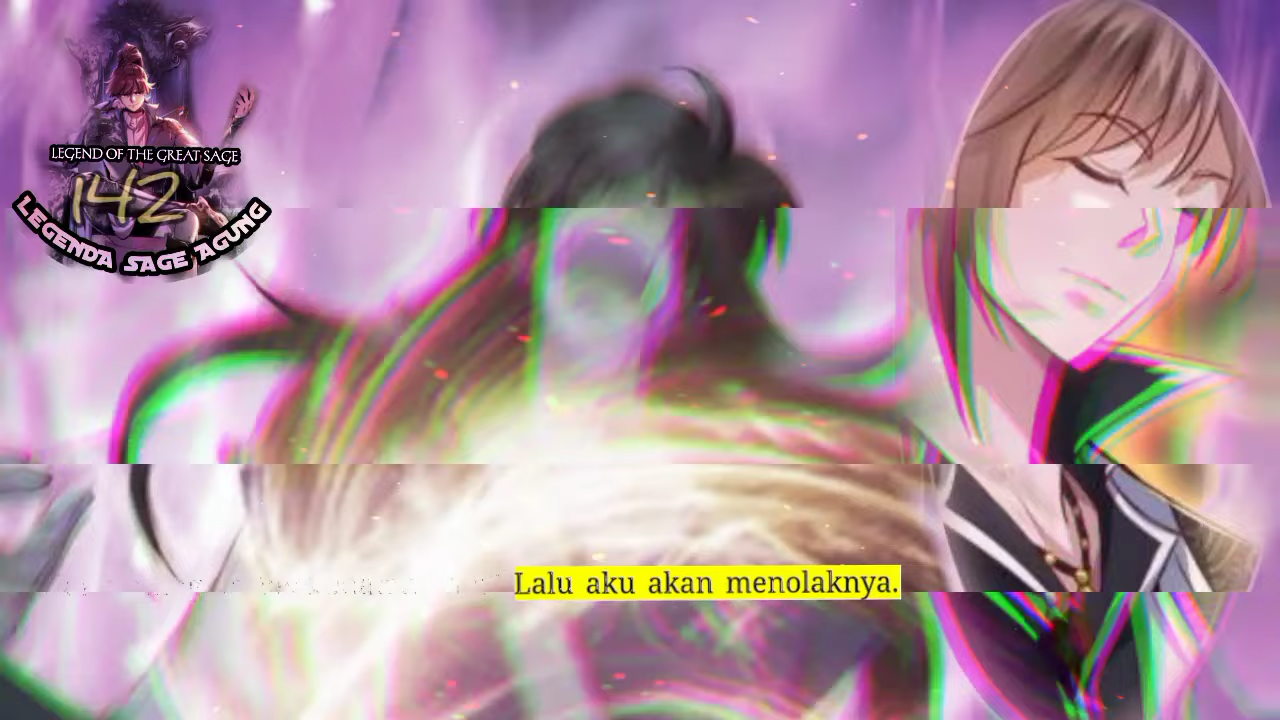 LEGEND OF THE GREAT SAGE
142
LEGENDA SAGE AGUNG
Lalu aku akan menolaknya.